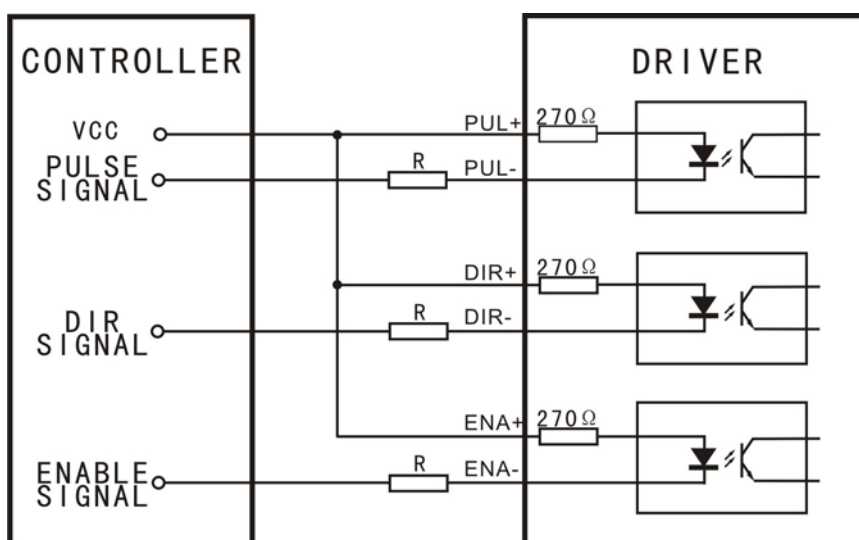 CONTROLLER
DRIVER
VCC
PUL+
270Ω
PULSE
SIGNAL
R
PUL-
DIR+
270Ω
DIR
SIGNAL
R
DIR-
ENA+
270Ω
ENABLE
SIGNAL
R
ENA-